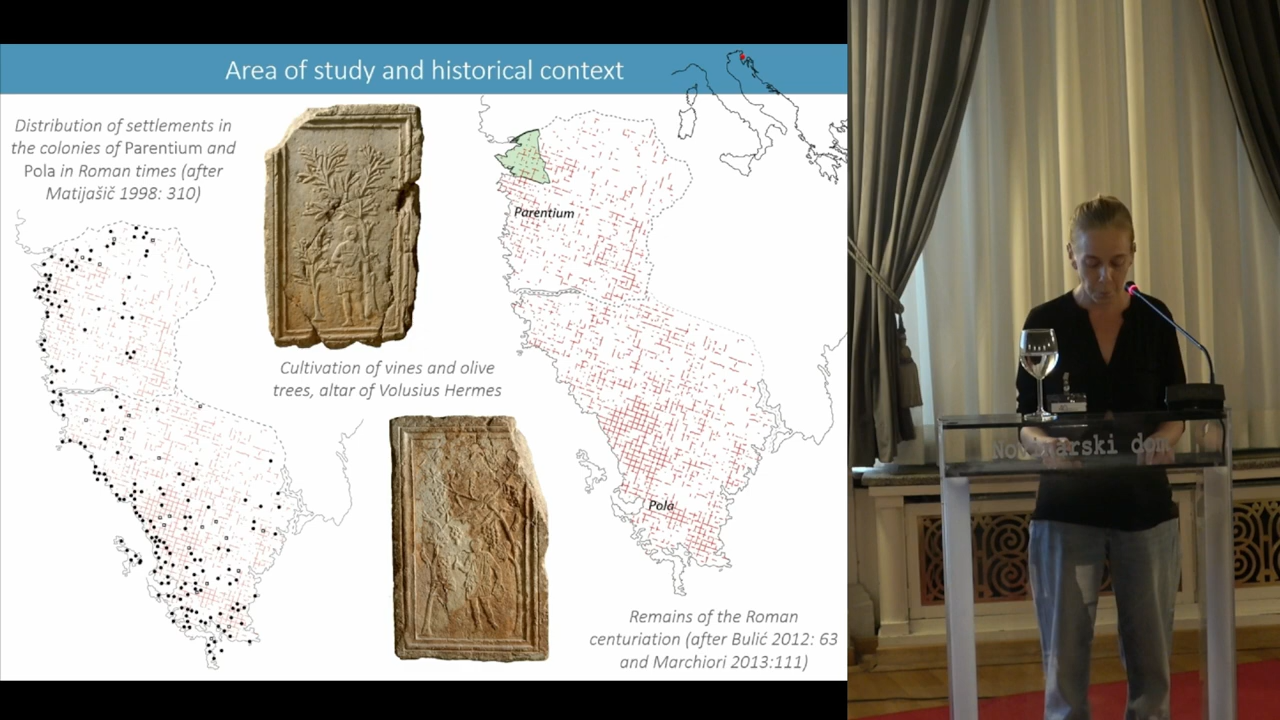 Area of study and historical context
Distribution of settlements in
the colonies of Parentium and
Pola in Roman times (after
Matijašič 1998: 310)
Cultivation of vines and olive
trees, altar of Volusius Hermes
Parentium
Pola
Remains of the Roman
centuriation (after Bulić 2012: 63
and Marchiori 2013:111)
Novinarski dom